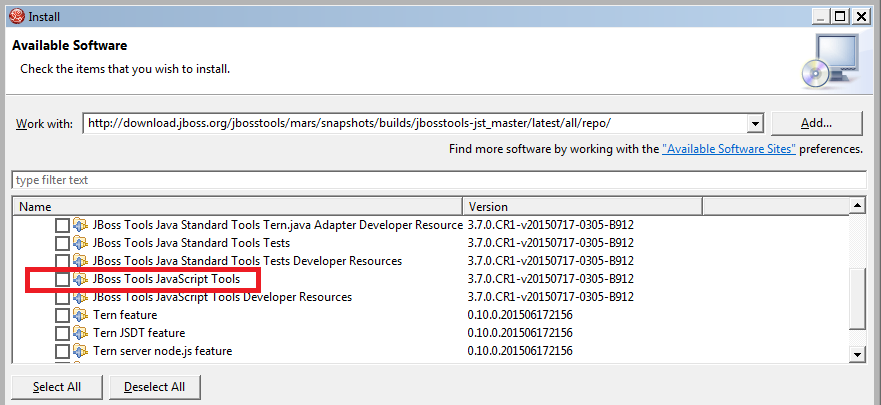 Install
Available Software
Check the items that you wish to install.
Work with: http://download.jboss.org/jbosstools/mars/snapshots/builds/jbosstools-jst_master/latest/all/repo/ Add...
Find more software by working with the "Available Software Sites" preferences.
type filter text
Name Version
JBoss Tools Java Standard Tools Tern.java Adapter Developer Resource 3.7.0.CR1-v20150717-0305-B912
JBoss Tools Java Standard Tools Tests 3.7.0.CR1-v20150717-0305-B912
JBoss Tools Java Standard Tools Tests Developer Resources 3.7.0.CR1-v20150717-0305-B912
JBoss Tools JavaScript Tools 3.7.0.CR1-v20150717-0305-B912
JBoss Tools JavaScript Tools Developer Resources 3.7.0.CR1-v20150717-0305-B912
Tern feature 0.10.0.201506172156
Tern JSDT feature 0.10.0.201506172156
Tern server node.js feature 0.10.0.201506172156
Select All Deselect All